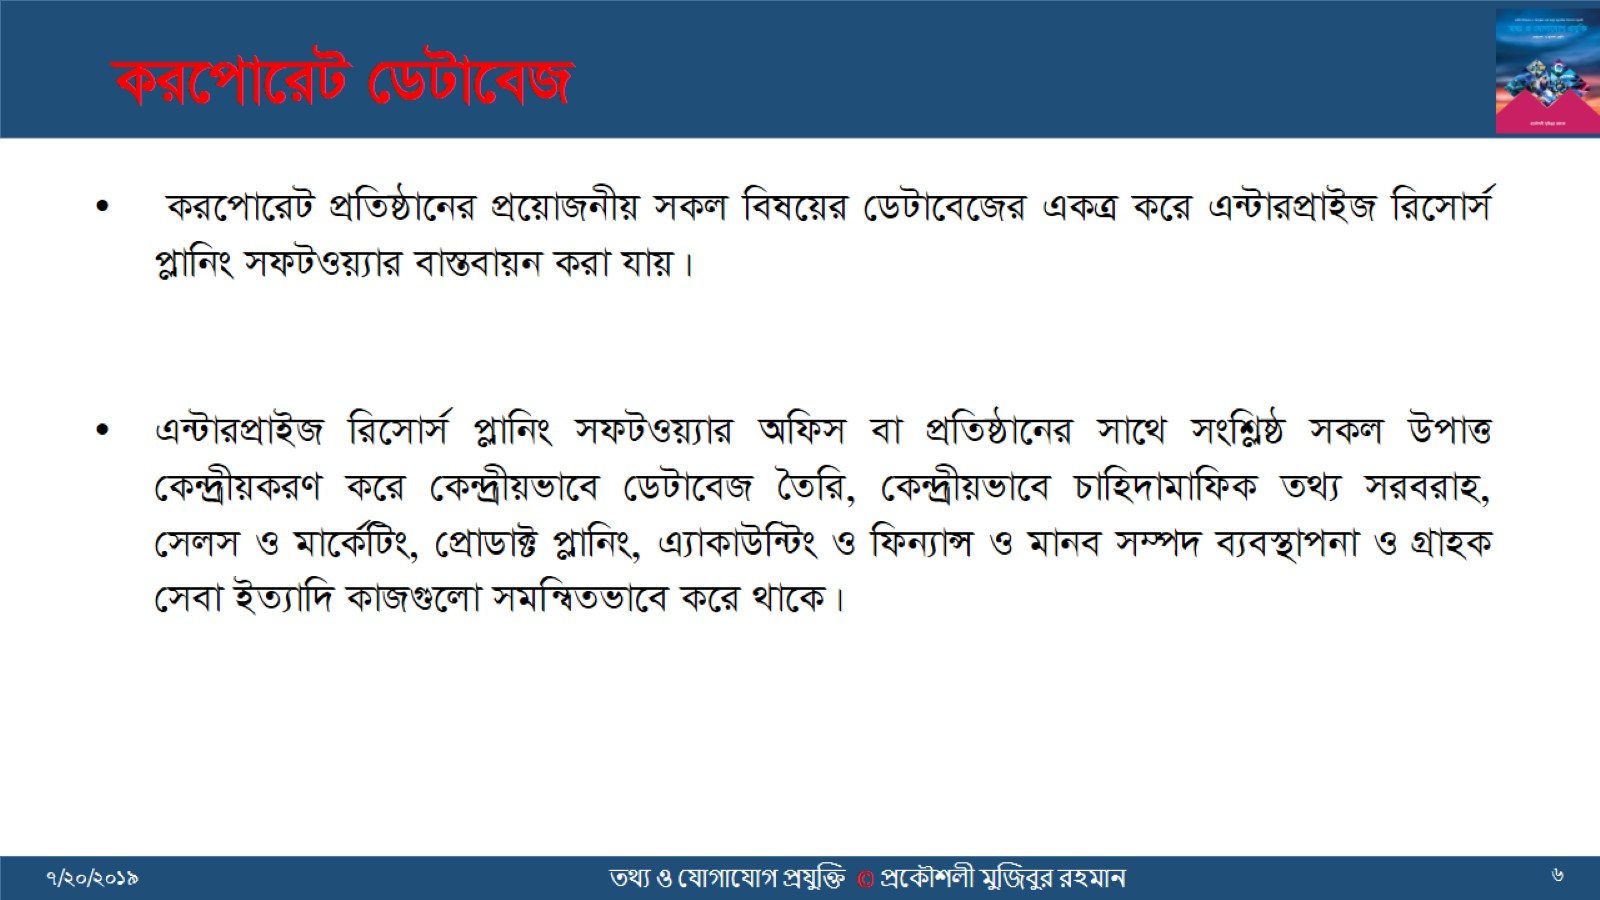 করপোরেট ডেটাবেজ
তথ্য ও যোগাযোগ প্রযুক্তি
• করপোরেট প্রতিষ্ঠানের প্রয়োজনীয় সকল বিষয়ের ডেটাবেজের একত্র করে এন্টারপ্রাইজ রিসোর্স
প্লানিং সফটওয়্যার বাস্তবায়ন করা যায়।
• এন্টারপ্রাইজ রিসোর্স প্লানিং সফটওয়্যার অফিস বা প্রতিষ্ঠানের সাথে সংশ্লিষ্ঠ সকল উপাত্ত
কেন্দ্রীয়করণ করে কেন্দ্রীয়ভাবে ডেটাবেজ তৈরি, কেন্দ্রীয়ভাবে চাহিদামাফিক তথ্য সরবরাহ,
সেলস ও মার্কেটিং, প্রোডাক্ট প্লানিং, এ্যাকাউন্টিং ও ফিন্যান্স ও মানব সম্পদ ব্যবস্থাপনা ও গ্রাহক
সেবা ইত্যাদি কাজগুলো সমন্বিতভাবে করে থাকে।
৭/২০/২০১৯
তথ্য ও যোগাযোগ প্রযুক্তি © প্রকৌশলী মুজিবুর রহমান
৬